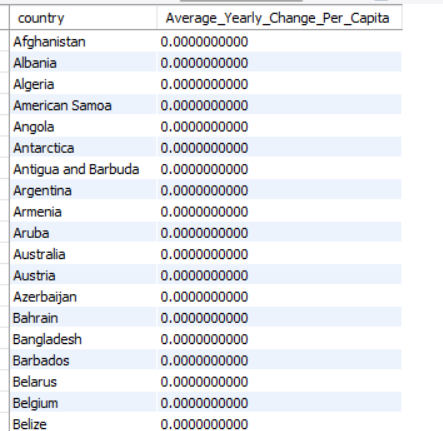 country Average_Yearly_Change_Per_Capita
Afghanistan 0.0000000000
Albania 0.0000000000
Algeria 0.0000000000
American Samoa 0.0000000000
Angola 0.0000000000
Antarctica 0.0000000000
Antigua and Barbuda 0.0000000000
Argentina 0.0000000000
Armenia 0.0000000000
Aruba 0.0000000000
Australia 0.0000000000
Austria 0.0000000000
Azerbaijan 0.0000000000
Bahrain 0.0000000000
Bangladesh 0.0000000000
Barbados 0.0000000000
Belarus 0.0000000000
Belgium 0.0000000000
Belize 0.0000000000